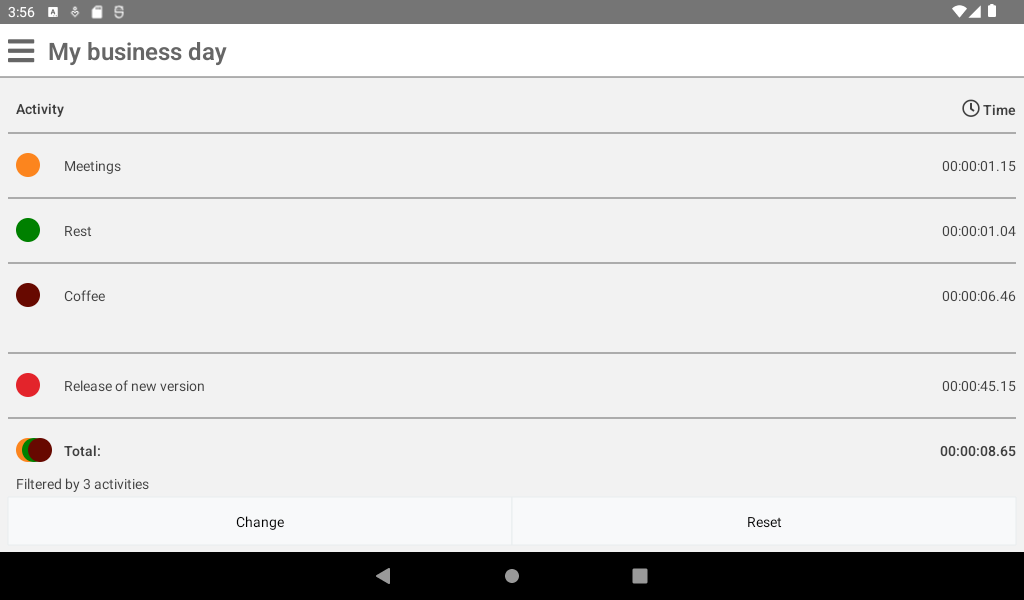 3:56
My business day
Activity Time
Meetings 00:00:01.15
Rest 00:00:01.04
Coffee 00:00:06.46
Release of new version 00:00:45.15
Total: 00:00:08.65
Filtered by 3 activities
Change Reset